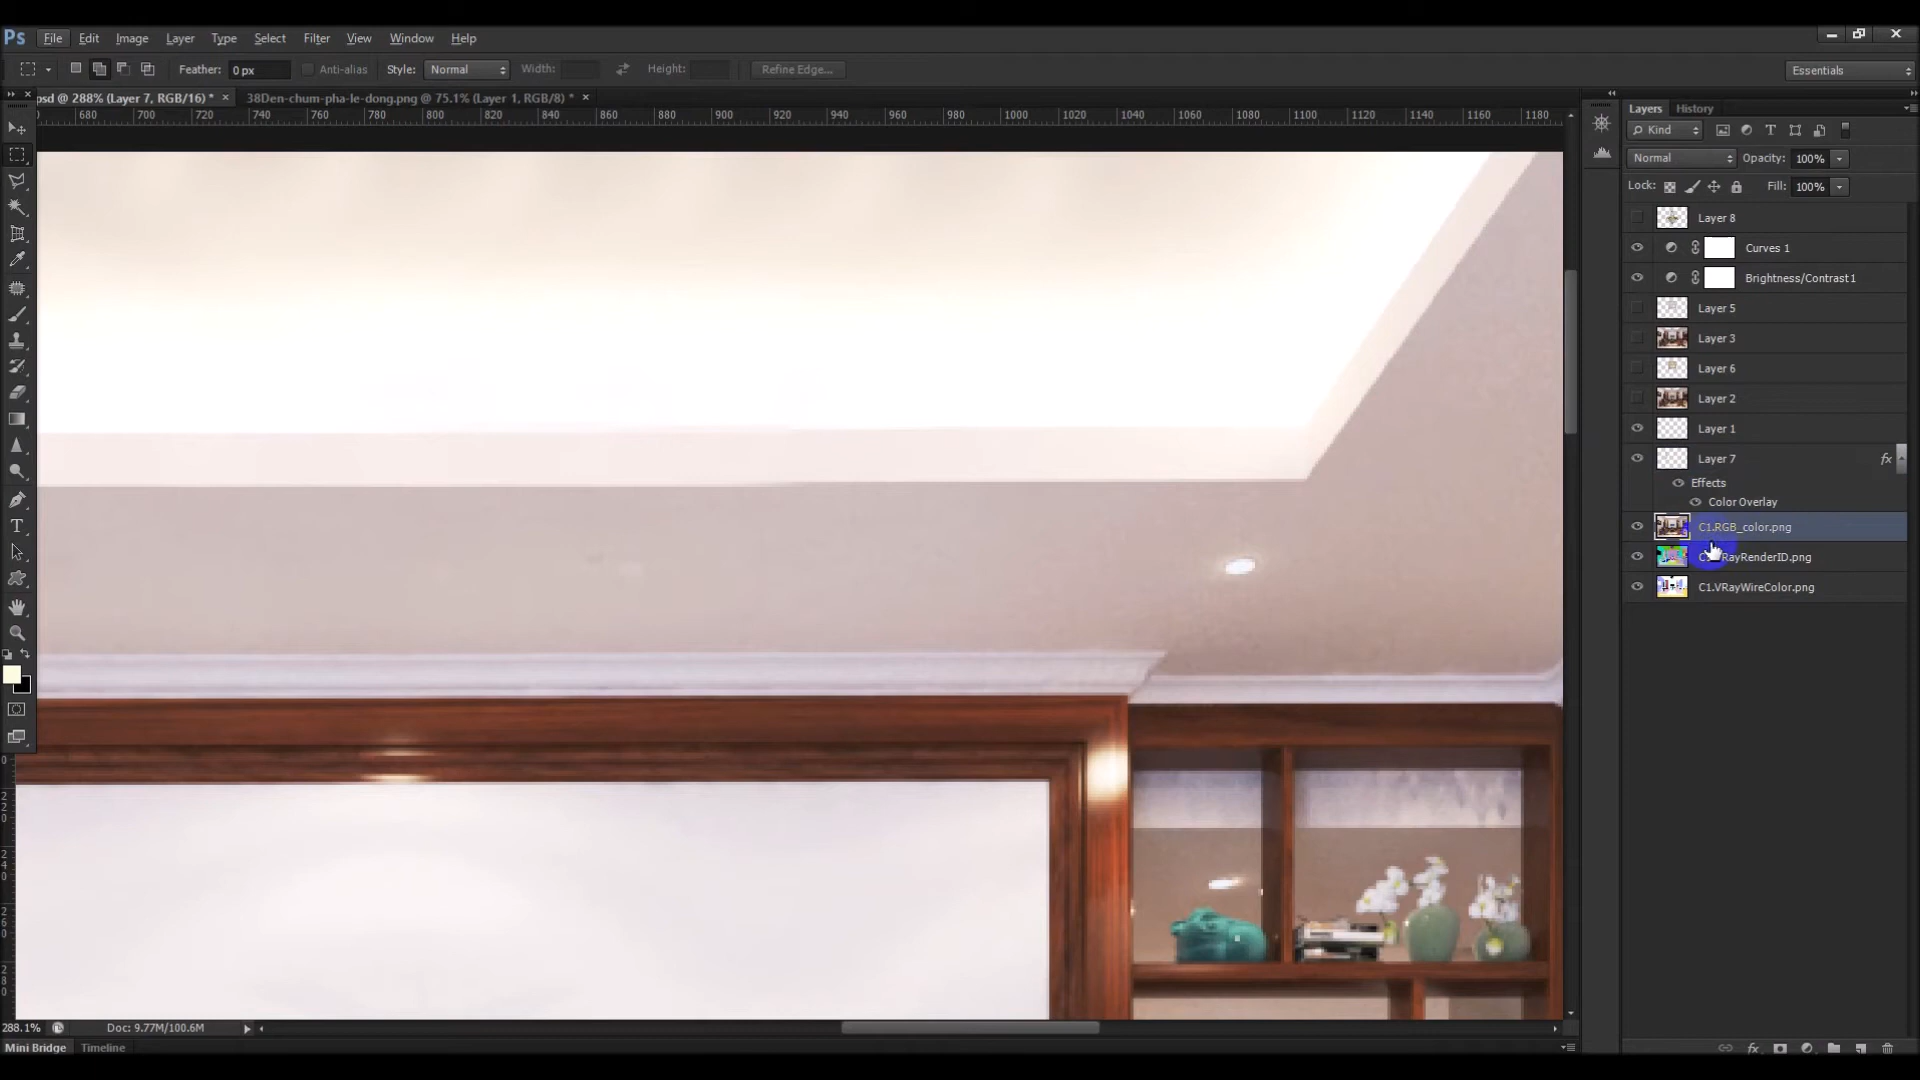 Ps File Edit Image Layer Type Select Filter View Window Help
Feather: 0 px Anti-alias Style: Normal Width: Height: Refine Edge... Essentials
psd @ 288% (Layer 7, RGB/16) * × 38Den-chum-pha-le-dong.png @ 75.1% (Layer 1, RGB/8) * ×
680 700 720 740 760 780 800 820 840 860 880 900 920 940 960 980 1000 1020 1040 1060 1080 1100 1120 1140 1160 1180
Layers History
Kind
Normal Opacity: 100%
Lock: Fill: 100%
Layer 8
Curves 1
Brightness/Contrast 1
Layer 5
Layer 3
Layer 6
Layer 2
Layer 1
Layer 7 fx
Effects
Color Overlay
C1.RGB_color.png
RayRenderID.png
C1.VRayWireColor.png
288.1% Doc: 9.77M/100.6M
Mini Bridge Timeline